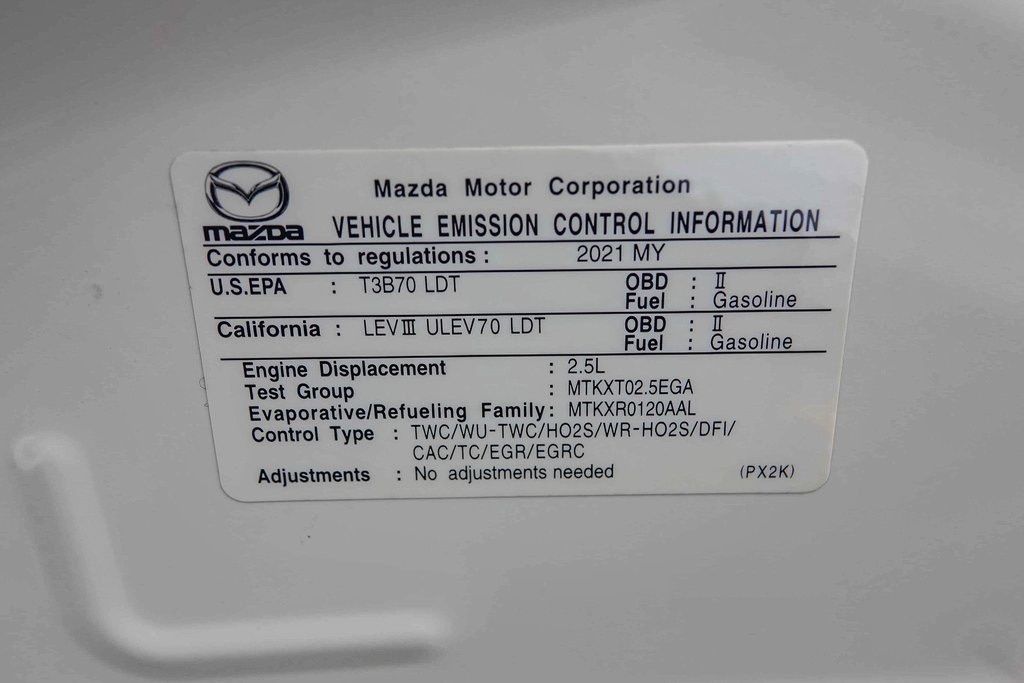 Mazda Motor Corporation
mazda VEHICLE EMISSION CONTROL INFORMATION
Conforms to regulations : 2021 MY
U.S.EPA : T3B70 LDT OBD : Ⅱ
Fuel : Gasoline
California : LEVⅢ ULEV70 LDT OBD : Ⅱ
Fuel : Gasoline
Engine Displacement : 2.5L
Test Group : MTKXT02.5EGA
Evaporative/Refueling Family : MTKXR0120AAL
Control Type : TWC/WU-TWC/HO2S/WR-HO2S/DFI/
CAC/TC/EGR/EGRC
Adjustments : No adjustments needed (PX2K)